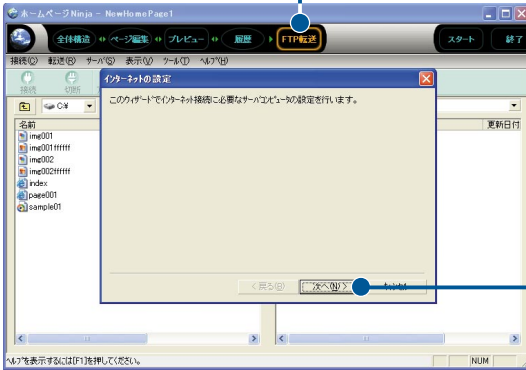 ホームページNinja - NewHomePage1
全体構造 ページ編集 プレビュー 履歴 FTP転送 スタート 終了
接続(C) 転送(R) サーバ(S) 表示(V) ツール(T) ヘルプ(H)
接続 切断
C:¥
インターネットの設定
このウィザードでインターネット接続に必要なサーバコンピュータの設定を行います。
名前 更新日付
img001
img001ffffff
img002
img002ffffff
index
page001
sample01
<戻る(B) 次へ(N)> キャンセル
ヘルプを表示するには[F1]を押してください。 NUM